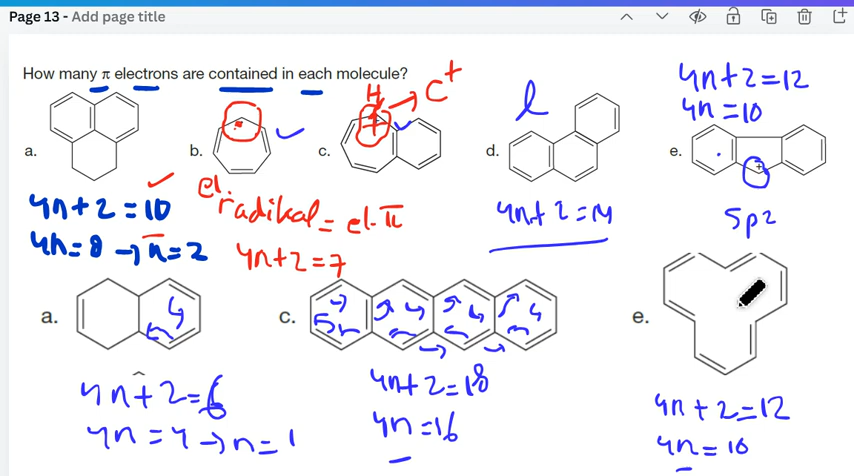 Page 13 - Add page title
How many π electrons are contained in each molecule?
a.
b.
c.
d.
e.
H
C+
l
4n+2=12
4n=10
+
4n+2=10
4n=8→n=2
el.
radikal = el-π
4n+2=7
4n+2=14
sp2
a.
c.
e.
4n+2=6
4n=4→n=1
4n+2=18
4n=16
4n+2=12
4n=10